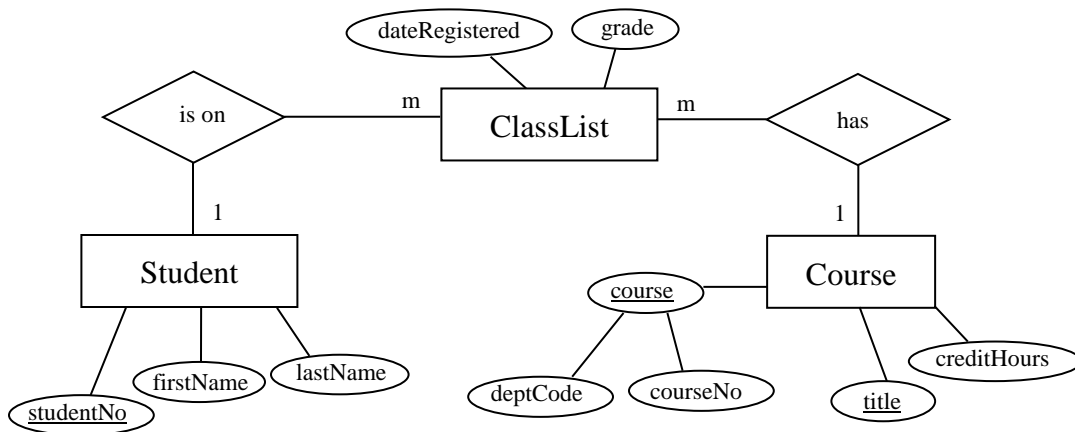 dateRegistered
grade
is on
m
ClassList
m
has
1
1
Student
Course
course
studentNo
firstName
lastName
deptCode
courseNo
title
creditHours